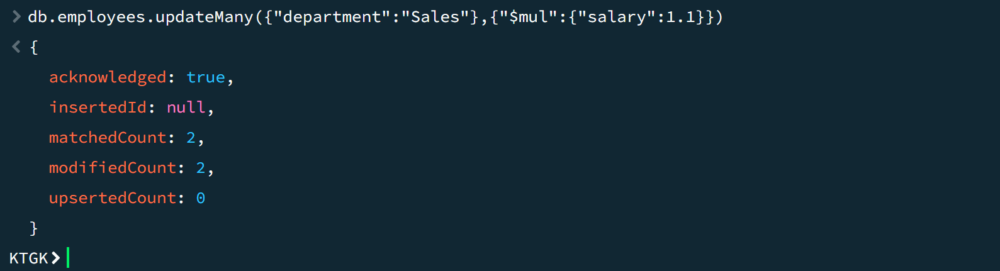 > db.employees.updateMany({"department":"Sales"},{"$mul":{"salary":1.1}})
< {
acknowledged: true,
insertedId: null,
matchedCount: 2,
modifiedCount: 2,
upsertedCount: 0
}
KTGK>